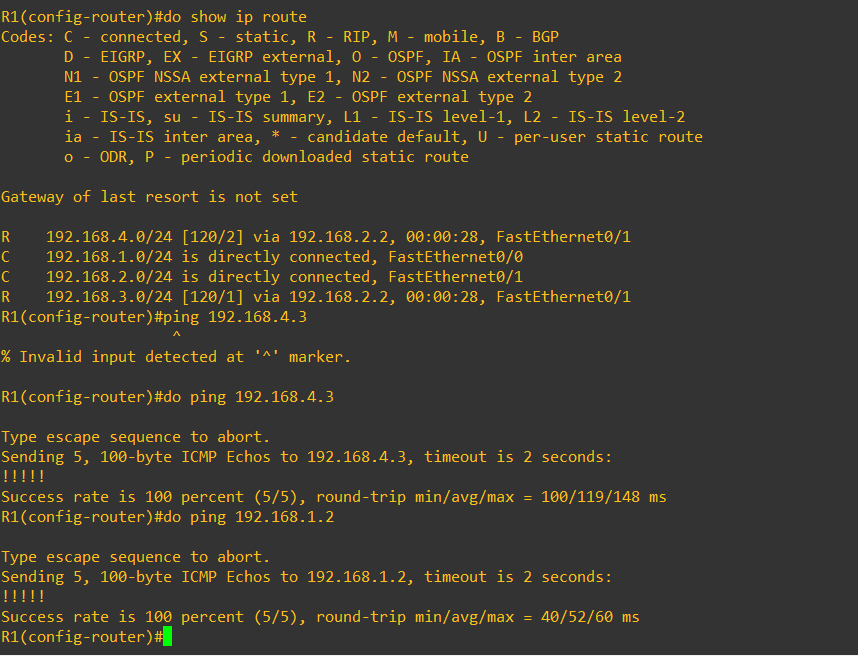 R1(config-router)#do show ip route
Codes: C - connected, S - static, R - RIP, M - mobile, B - BGP
       D - EIGRP, EX - EIGRP external, O - OSPF, IA - OSPF inter area
       N1 - OSPF NSSA external type 1, N2 - OSPF NSSA external type 2
       E1 - OSPF external type 1, E2 - OSPF external type 2
       i - IS-IS, su - IS-IS summary, L1 - IS-IS level-1, L2 - IS-IS level-2
       ia - IS-IS inter area, * - candidate default, U - per-user static route
       o - ODR, P - periodic downloaded static route

Gateway of last resort is not set

R    192.168.4.0/24 [120/2] via 192.168.2.2, 00:00:28, FastEthernet0/1
C    192.168.1.0/24 is directly connected, FastEthernet0/0
C    192.168.2.0/24 is directly connected, FastEthernet0/1
R    192.168.3.0/24 [120/1] via 192.168.2.2, 00:00:28, FastEthernet0/1
R1(config-router)#ping 192.168.4.3
                   ^
% Invalid input detected at '^' marker.

R1(config-router)#do ping 192.168.4.3

Type escape sequence to abort.
Sending 5, 100-byte ICMP Echos to 192.168.4.3, timeout is 2 seconds:
!!!!!
Success rate is 100 percent (5/5), round-trip min/avg/max = 100/119/148 ms
R1(config-router)#do ping 192.168.1.2

Type escape sequence to abort.
Sending 5, 100-byte ICMP Echos to 192.168.1.2, timeout is 2 seconds:
!!!!!
Success rate is 100 percent (5/5), round-trip min/avg/max = 40/52/60 ms
R1(config-router)#